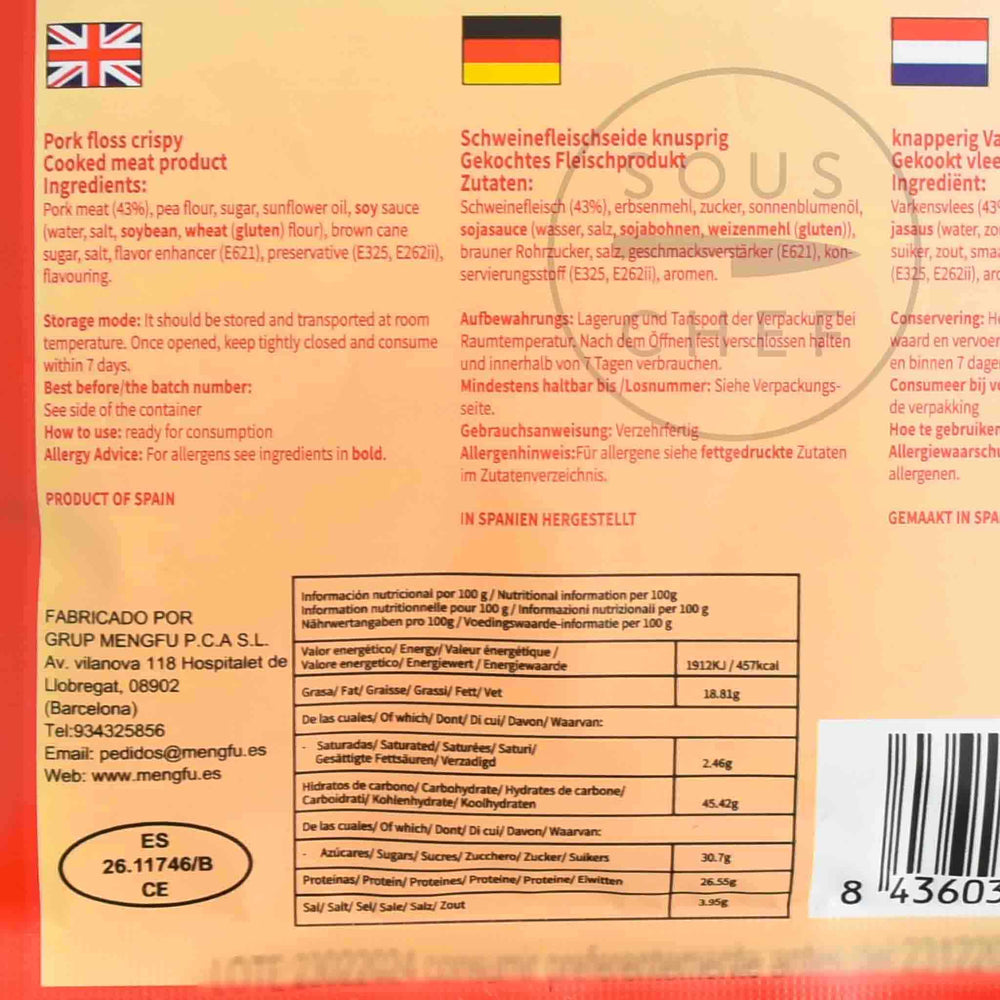 Pork floss crispy
Cooked meat product
Ingredients:
Pork meat (43%), pea flour, sugar, sunflower oil, soy sauce
(water, salt, soybean, wheat (gluten) flour), brown cane
sugar, salt, flavor enhancer (E621), preservative (E325, E262ii),
flavouring.
Storage mode: It should be stored and transported at room
temperature. Once opened, keep tightly closed and consume
within 7 days.
Best before/the batch number:
See side of the container
How to use: ready for consumption
Allergy Advice: For allergens see ingredients in bold.
PRODUCT OF SPAIN
Schweinefleischseide knusprig
Gekochtes Fleischprodukt
Zutaten:
Schweinefleisch (43%), erbsenmehl, zucker, sonnenblumenöl,
sojasauce (wasser, salz, sojabohnen, weizenmehl (gluten)),
brauner Rohrzucker, salz, geschmacksverstärker (E621), kon-
servierungsstoff (E325, E262ii), aromen.
Aufbewahrungs: Lagerung und Tansport der Verpackung bei
Raumtemperatur. Nach dem Öffnen fest verschlossen halten
und innerhalb von 7 Tagen verbrauchen.
Mindestens haltbar bis /Losnummer: Siehe Verpackungs-
seite.
Gebrauchsanweisung: Verzehrfertig
Allergenhinweis:Für allergene siehe fettgedruckte Zutaten
im Zutatenverzeichnis.
IN SPANIEN HERGESTELLT
SOUS
CHEF
knapperig
Gekookt
Ingrediënt:
Varkensvlees
jasaus (water,
suiker, zout,
(E325, E262ii),
Conservering:
waard en
en binnen 7
Consumeer bij
de verpakking
Hoe te
allergenen.
GEMAAKT IN
FABRICADO POR
GRUP MENGFU P.C.A S.L.
Av. vilanova 118 Hospitalet de
Llobregat, 08902
(Barcelona)
Tel:934325856
Email: pedidos@mengfu.es
Web: www.mengfu.es
ES
26.11746/B
CE
Información nutricional por 100 g / Nutritional information per 100g
Information nutritionnelle pour 100 g / Informazioni nutrizionali per 100 g
Nährwertangaben pro 100g / Voedingswaarde-informatie per 100 g
Valor energético/ Energy/ Valeur énergétique /
Valore energetico/ Energiewert / Energiewaarde 1912KJ / 457kcal
Grasa/ Fat/ Graisse/ Grassi/ Fett/ Vet 18.81g
De las cuales/ Of which/ Dont/ Di cui/ Davon/ Waarvan:
- Saturadas/ Saturated/ Saturées/ Saturi/
Gesättigte Fettsäuren/ Verzadigd 2.46g
Hidratos de carbono/ Carbohydrate/ Hydrates de carbone/
Carboidrati/ Kohlenhydrate/ Koolhydraten 45.42g
De las cuales/ Of which/ Dont/ Di cui/ Davon/ Waarvan:
- Azúcares/ Sugars/ Sucres/ Zucchero/ Zucker/ Suikers 30.7g
Proteínas/ Protein/ Proteines/ Proteine/ Proteine/ Eiwitten 26.55g
Sal/ Salt/ Sel/ Sale/ Salz/ Zout 3.95g
8 43603
LOTE 23022024 consumir preferentemente antes del